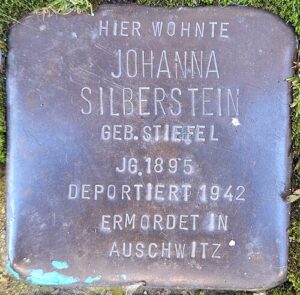 HIER WOHNTE
JOHANNA
SILBERSTEIN
GEB. STIEFEL
JG. 1895
DEPORTIERT 1942
ERMORDET IN
AUSCHWITZ